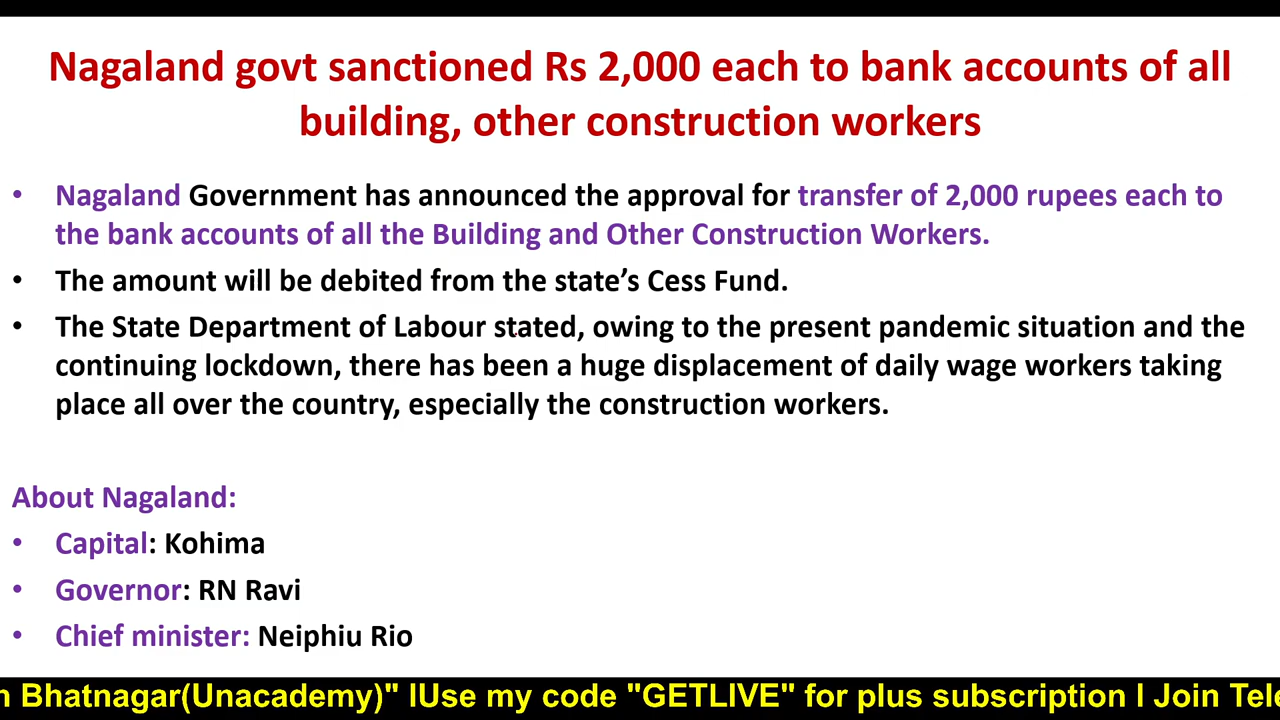 Nagaland govt sanctioned Rs 2,000 each to bank accounts of all
building, other construction workers
• Nagaland Government has announced the approval for transfer of 2,000 rupees each to
the bank accounts of all the Building and Other Construction Workers.
• The amount will be debited from the state’s Cess Fund.
• The State Department of Labour stated, owing to the present pandemic situation and the
continuing lockdown, there has been a huge displacement of daily wage workers taking
place all over the country, especially the construction workers.
About Nagaland:
• Capital: Kohima
• Governor: RN Ravi
• Chief minister: Neiphiu Rio
Bhatnagar(Unacademy)" IUse my code "GETLIVE" for plus subscription I Join